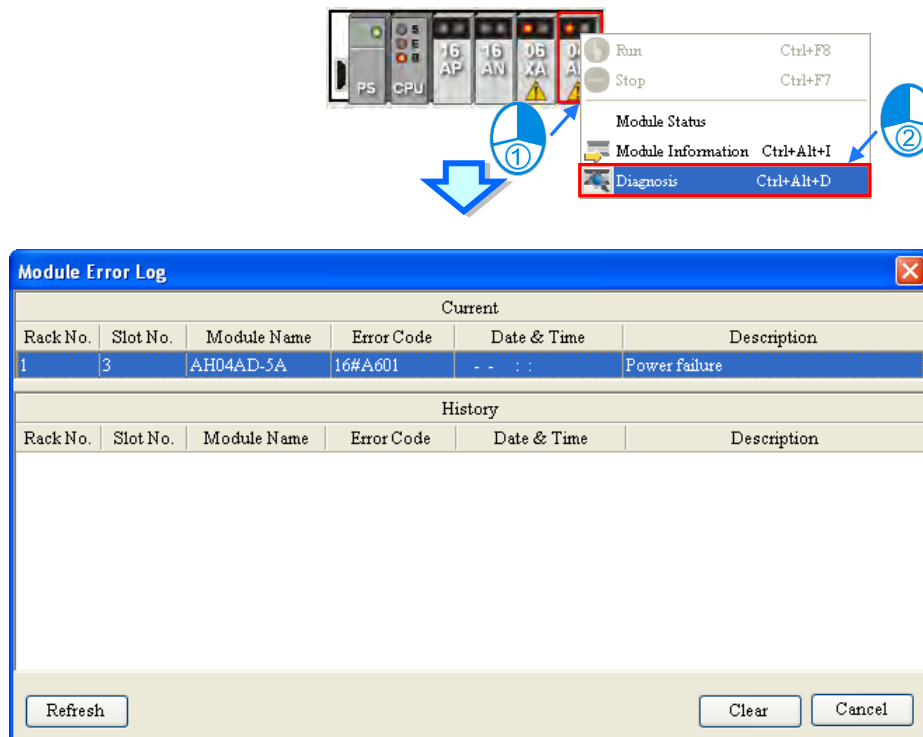 S
E
B
PS
CPU
16
AP
16
AN
06
XA
Run Ctrl+F8
Stop Ctrl+F7
Module Status
Module Information Ctrl+Alt+I
Diagnosis Ctrl+Alt+D
1
2
Module Error Log
Current
Rack No. Slot No. Module Name Error Code Date & Time Description
1 3 AH04AD-5A 16#A601 - - : : Power failure
History
Rack No. Slot No. Module Name Error Code Date & Time Description
Refresh Clear Cancel